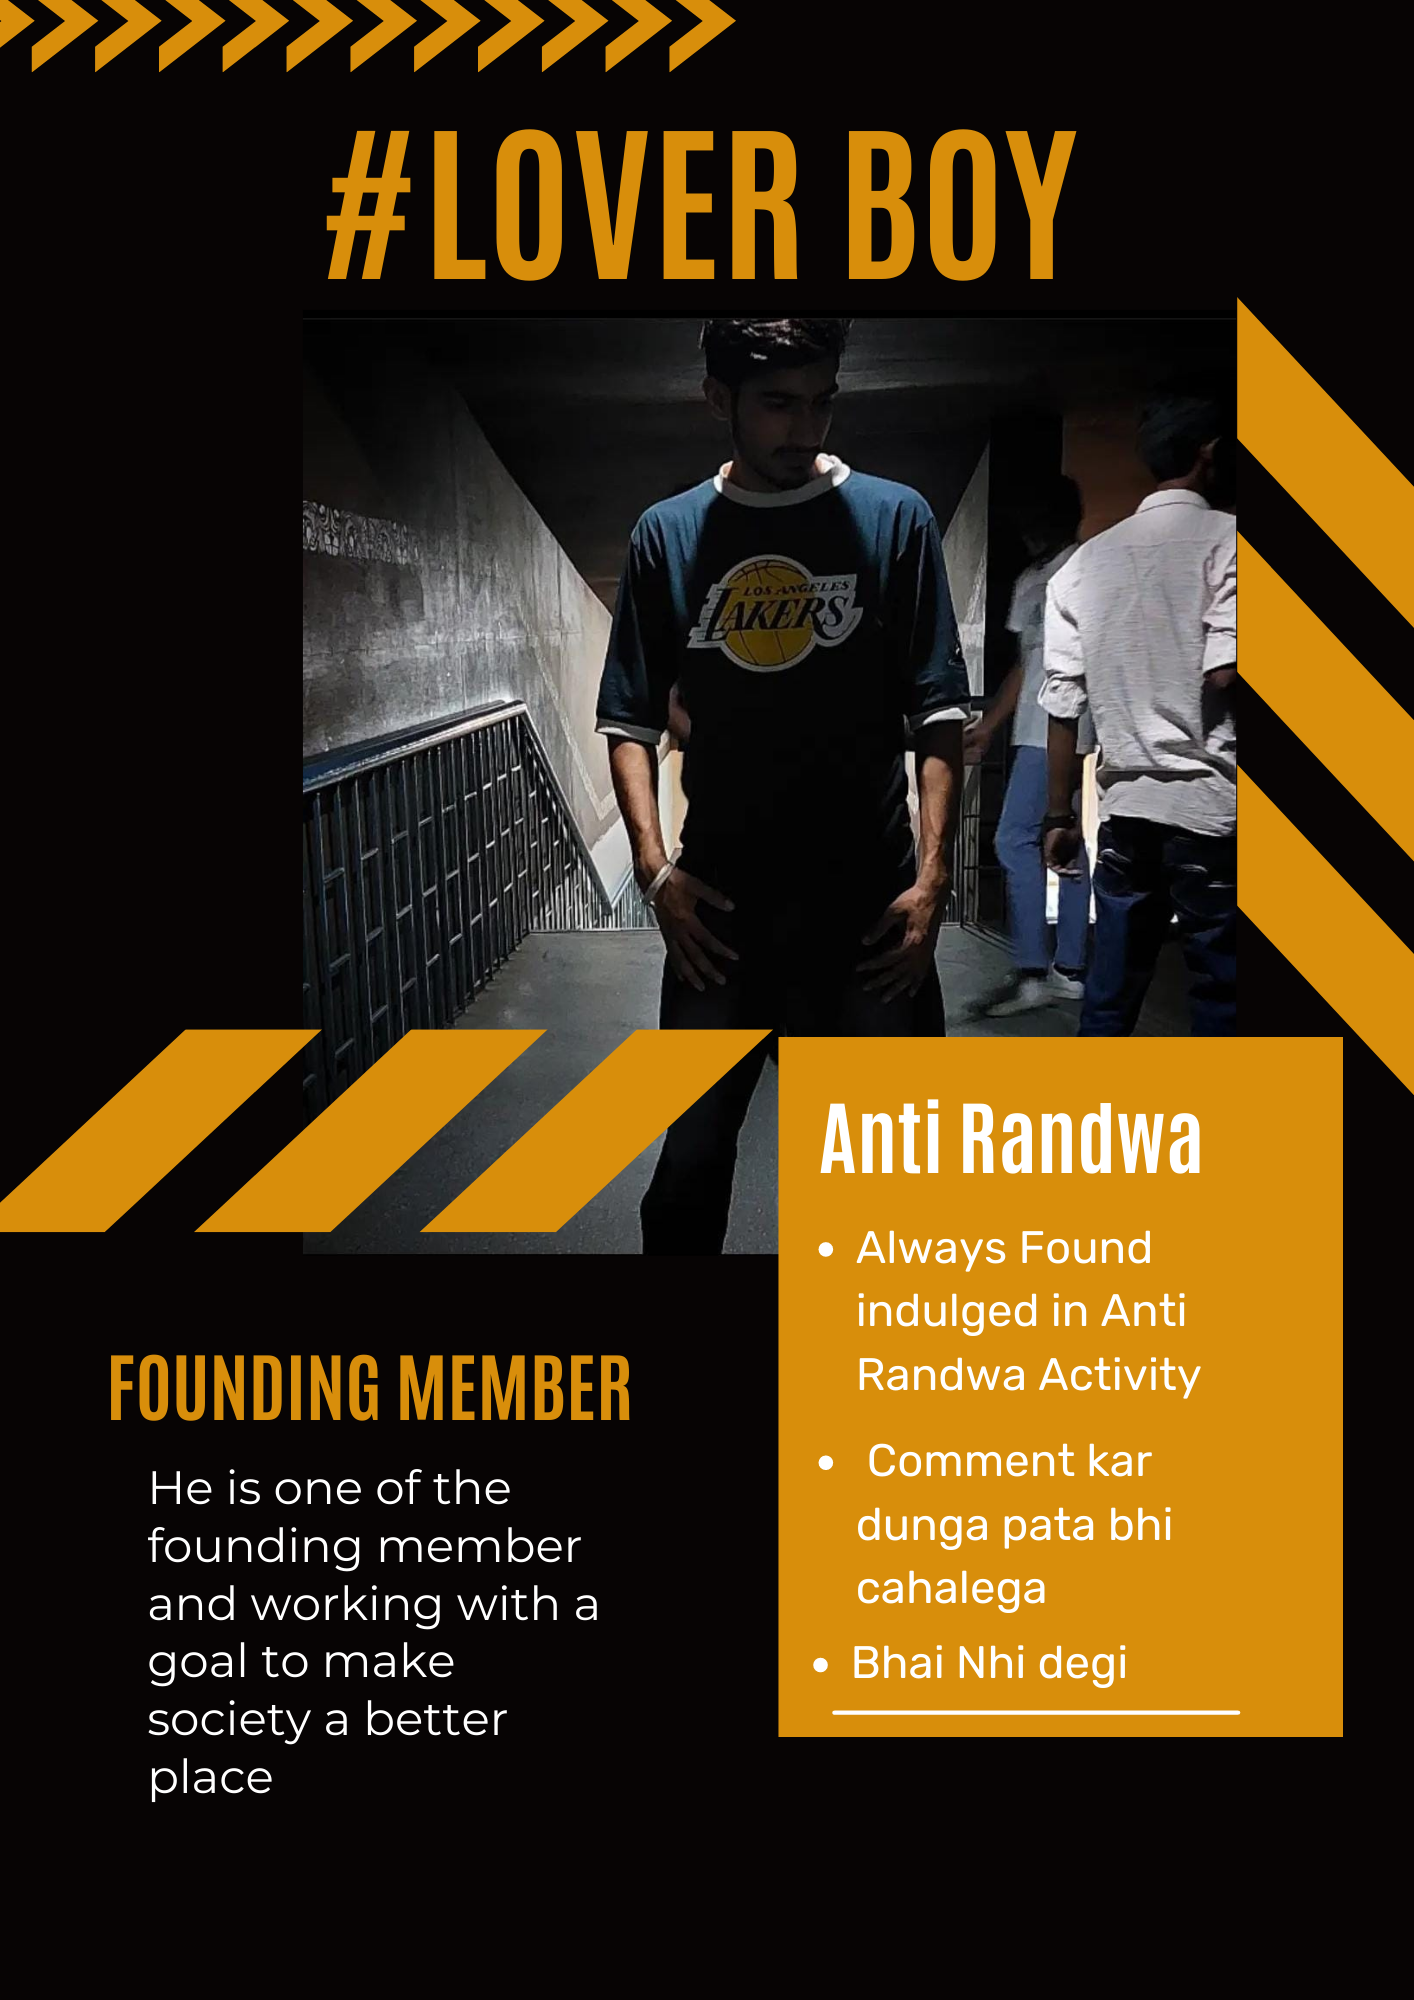 #LOVER BOY
LOS ANGELES
LAKERS
Anti Randwa
• Always Found
indulged in Anti
Randwa Activity
• Comment kar
dunga pata bhi
cahalega
• Bhai Nhi degi
FOUNDING MEMBER
He is one of the
founding member
and working with a
goal to make
society a better
place